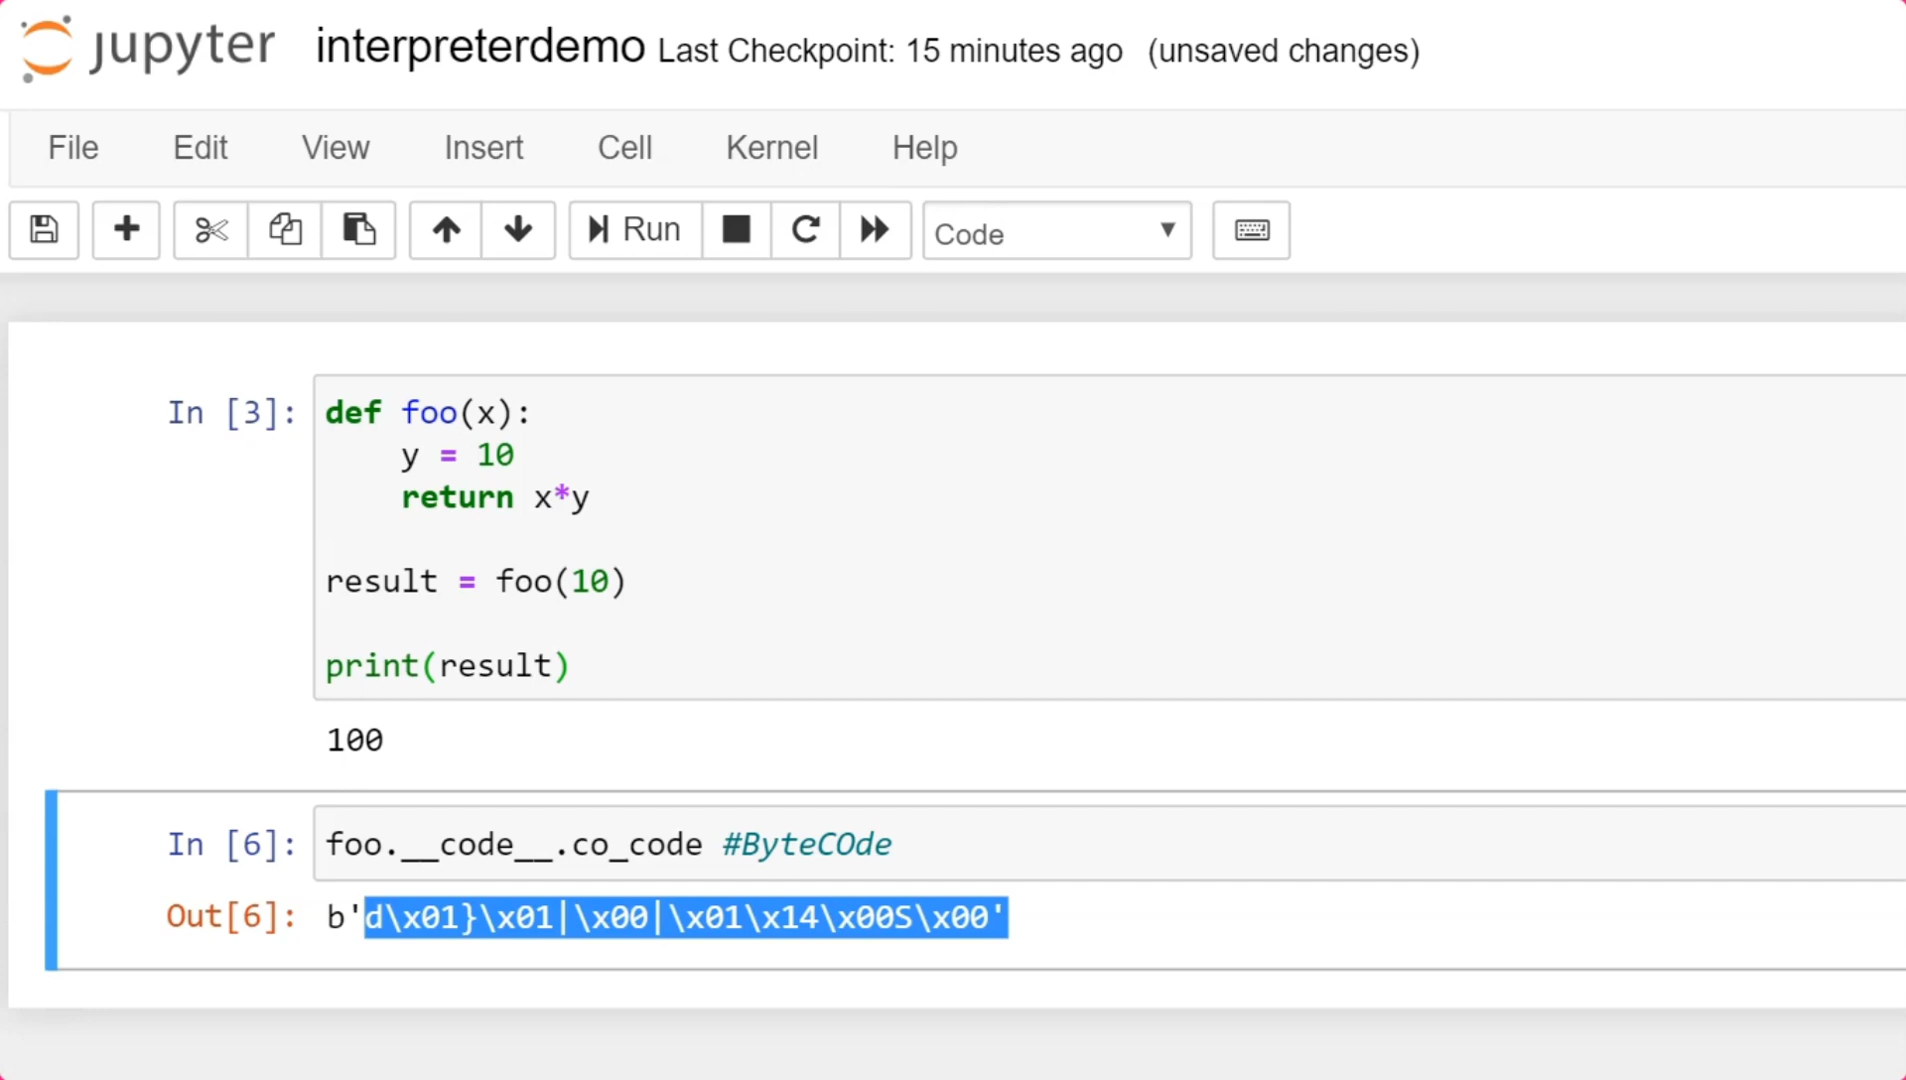 jupyter interpreterdemo Last Checkpoint: 15 minutes ago (unsaved changes)
File Edit View Insert Cell Kernel Help
Run Code
In [3]: def foo(x):
    y = 10
    return x*y
result = foo(10)
print(result)
100
In [6]: foo.__code__.co_code #ByteCOde
Out[6]: b'd\x01}\x01|\x00|\x01\x14\x00S\x00'